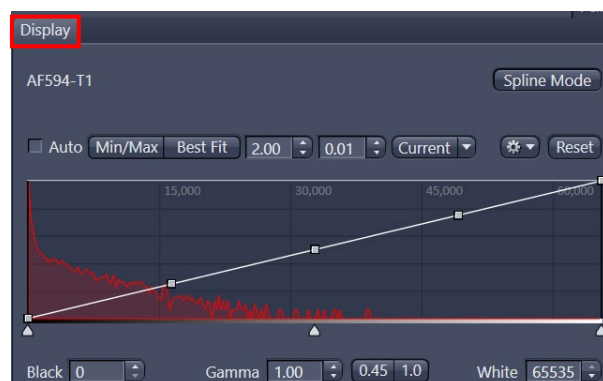 Display
AF594-T1 Spline Mode
Auto Min/Max Best Fit 2.00 0.01 Current Reset
15,000 30,000 45,000 60,000
Black 0 Gamma 1.00 0.45 1.0 White 65535